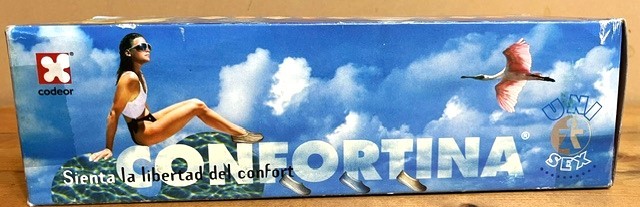 codeor
CONFORTINA®
Sienta la libertad del confort
UNI
SEX